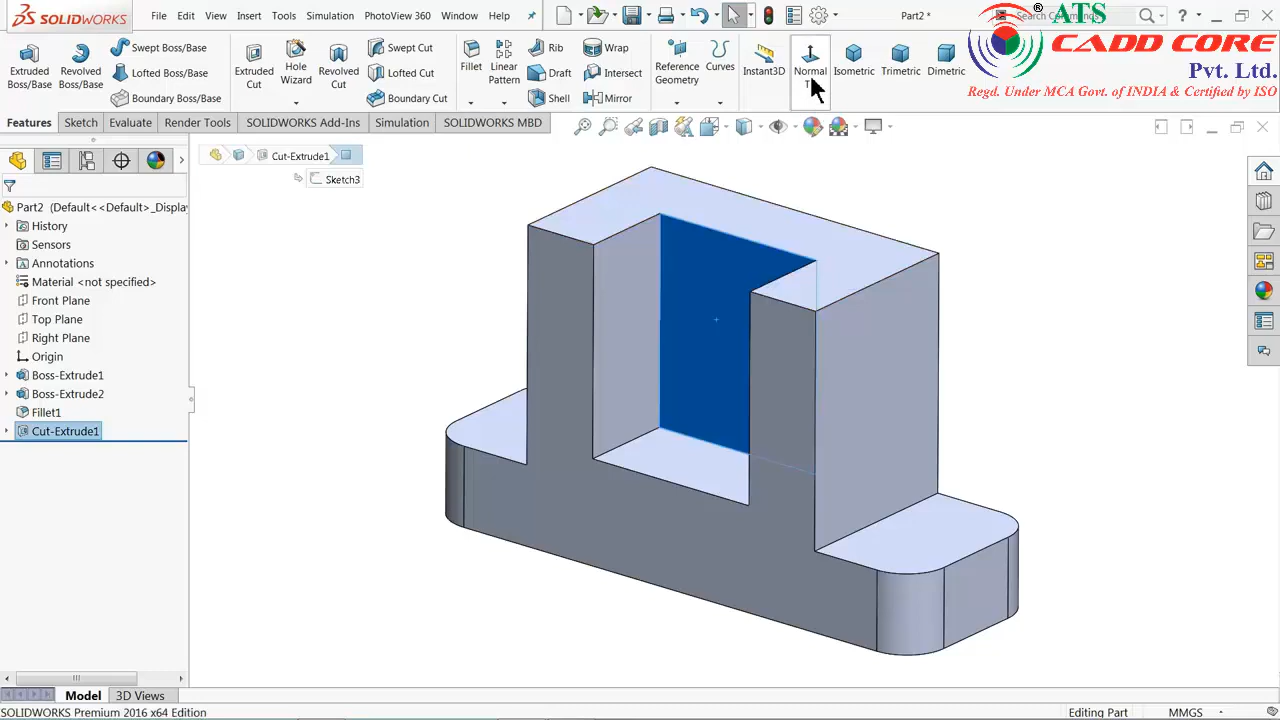 SOLIDWORKS
File
Edit
View
Insert
Tools
Simulation
PhotoView 360
Window
Help
Part2 *
Search Commands
?
Extruded Boss/Base
Revolved Boss/Base
Swept Boss/Base
Lofted Boss/Base
Boundary Boss/Base
Extruded Cut
Hole Wizard
Revolved Cut
Swept Cut
Lofted Cut
Boundary Cut
Fillet
Linear Pattern
Rib
Draft
Shell
Wrap
Intersect
Mirror
Reference Geometry
Curves
Instant3D
Normal
Isometric
Trimetric
Dimetric
®
ATS
CADD CORE
Pvt. Ltd.
Regd. Under MCA Govt. of INDIA & Certified by ISO
Features
Sketch
Evaluate
Render Tools
SOLIDWORKS Add-Ins
Simulation
SOLIDWORKS MBD
Cut-Extrude1
Sketch3
Part2 (Default<<Default>_Displa
History
Sensors
Annotations
Material <not specified>
Front Plane
Top Plane
Right Plane
Origin
Boss-Extrude1
Boss-Extrude2
Fillet1
Cut-Extrude1
Model
3D Views
SOLIDWORKS Premium 2016 x64 Edition
Editing Part
MMGS